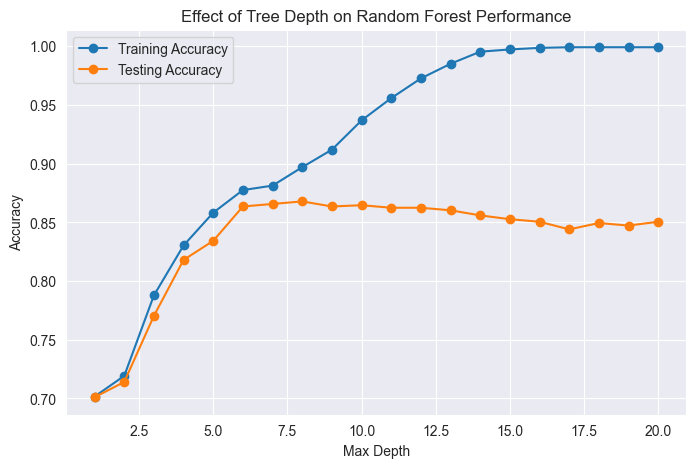 Effect of Tree Depth on Random Forest Performance
Training Accuracy
Testing Accuracy
Accuracy
1.00
0.95
0.90
0.85
0.80
0.75
0.70
2.5 5.0 7.5 10.0 12.5 15.0 17.5 20.0
Max Depth